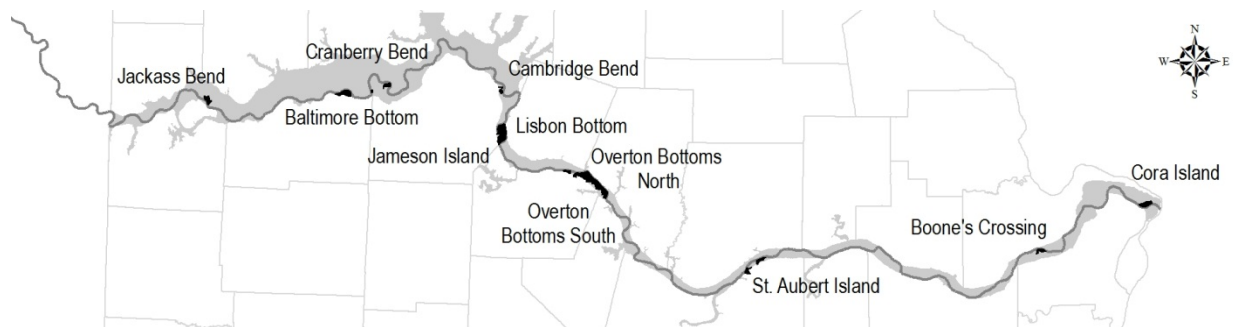 N
W E
S
Cranberry Bend
Cambridge Bend
Jackass Bend
Baltimore Bottom
Lisbon Bottom
Jameson Island
Overton Bottoms
North
Cora Island
Overton
Bottoms South
Boone's Crossing
St. Aubert Island